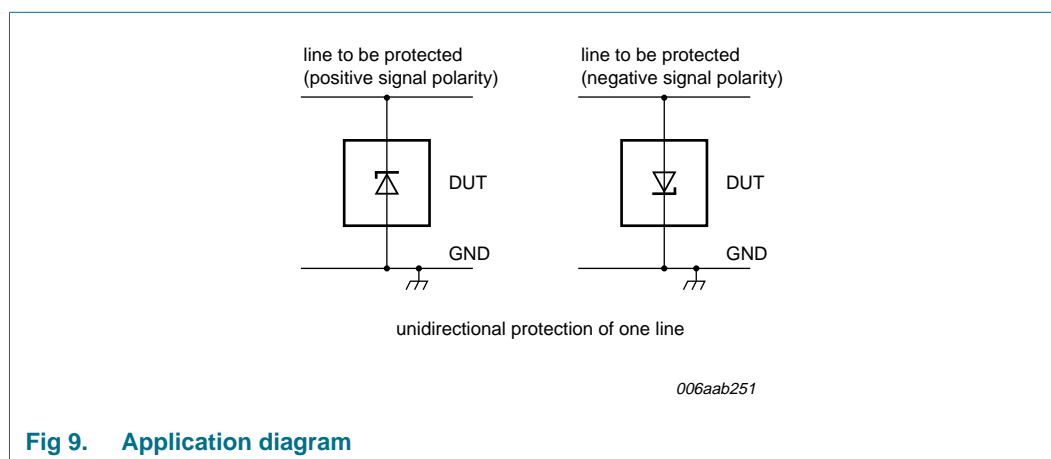 line to be protected
(positive signal polarity)
line to be protected
(negative signal polarity)
DUT
DUT
GND
GND
unidirectional protection of one line
006aab251
Fig 9. Application diagram